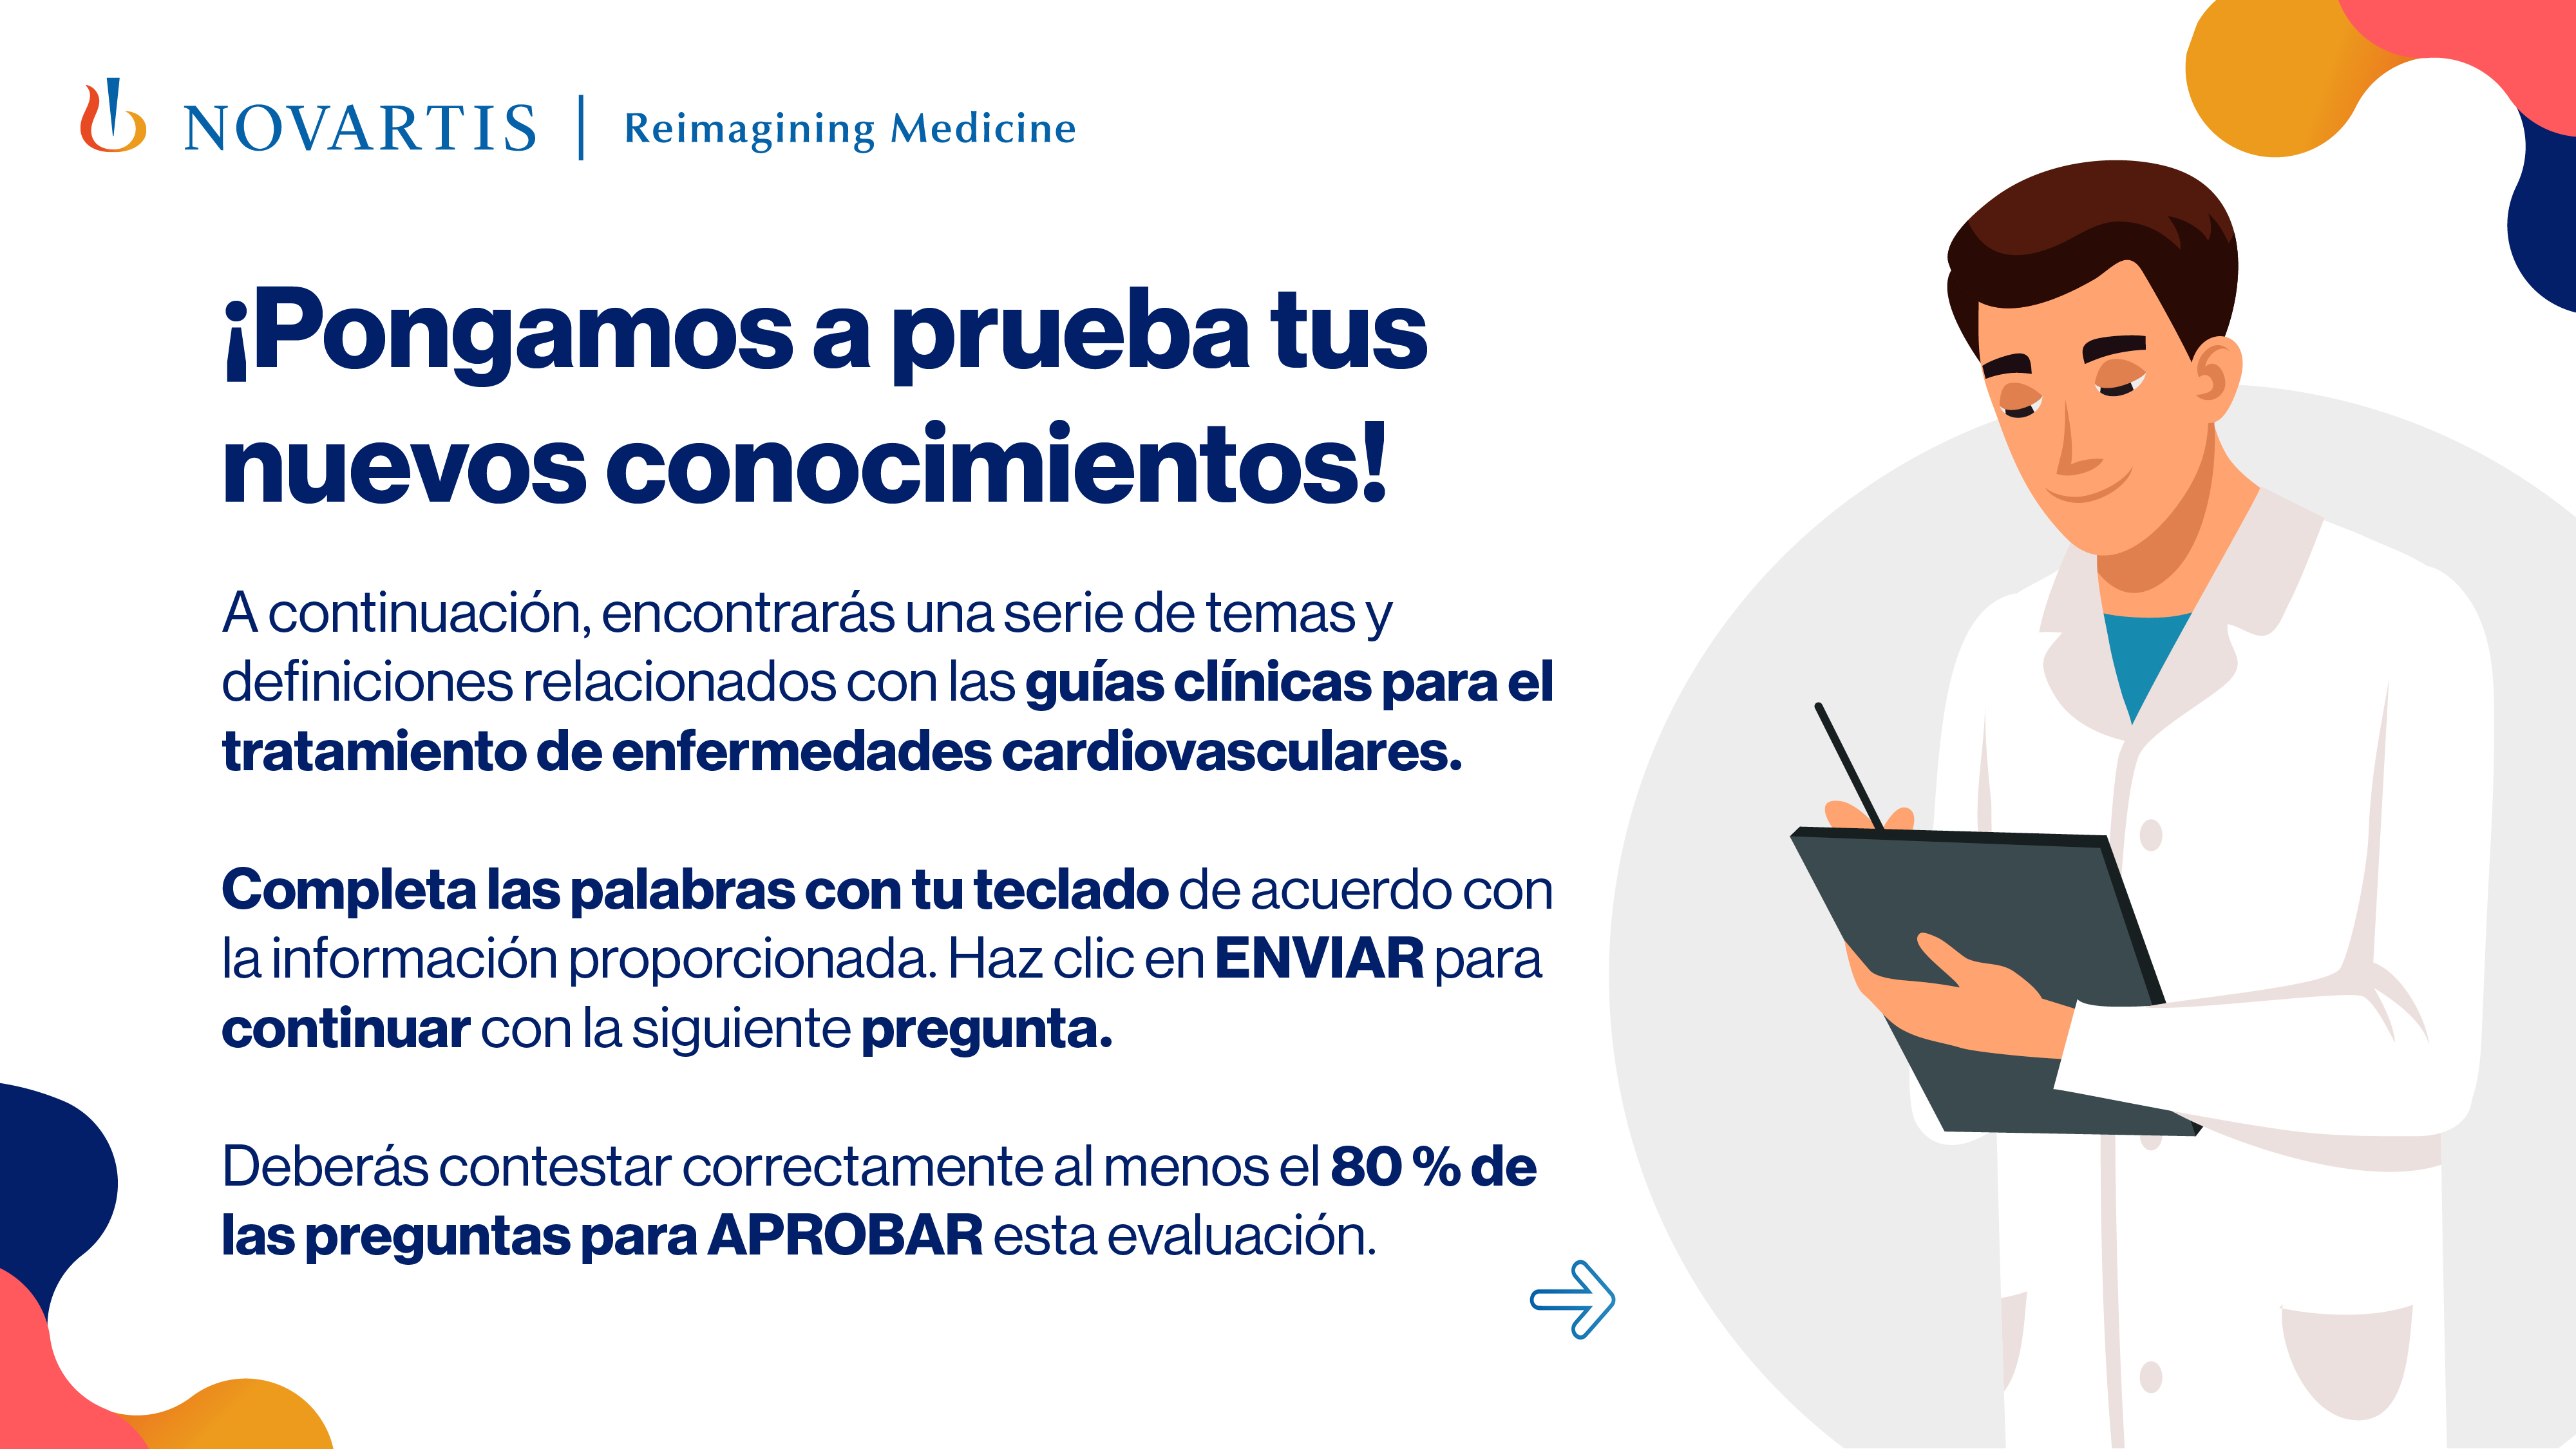 NOVARTIS | Reimagining Medicine
¡Pongamos a prueba tus
nuevos conocimientos!
A continuación, encontrarás una serie de temas y
definiciones relacionados con las guías clínicas para el
tratamiento de enfermedades cardiovasculares.
Completa las palabras con tu teclado de acuerdo con
la información proporcionada. Haz clic en ENVIAR para
continuar con la siguiente pregunta.
Deberás contestar correctamente al menos el 80 % de
las preguntas para APROBAR esta evaluación.